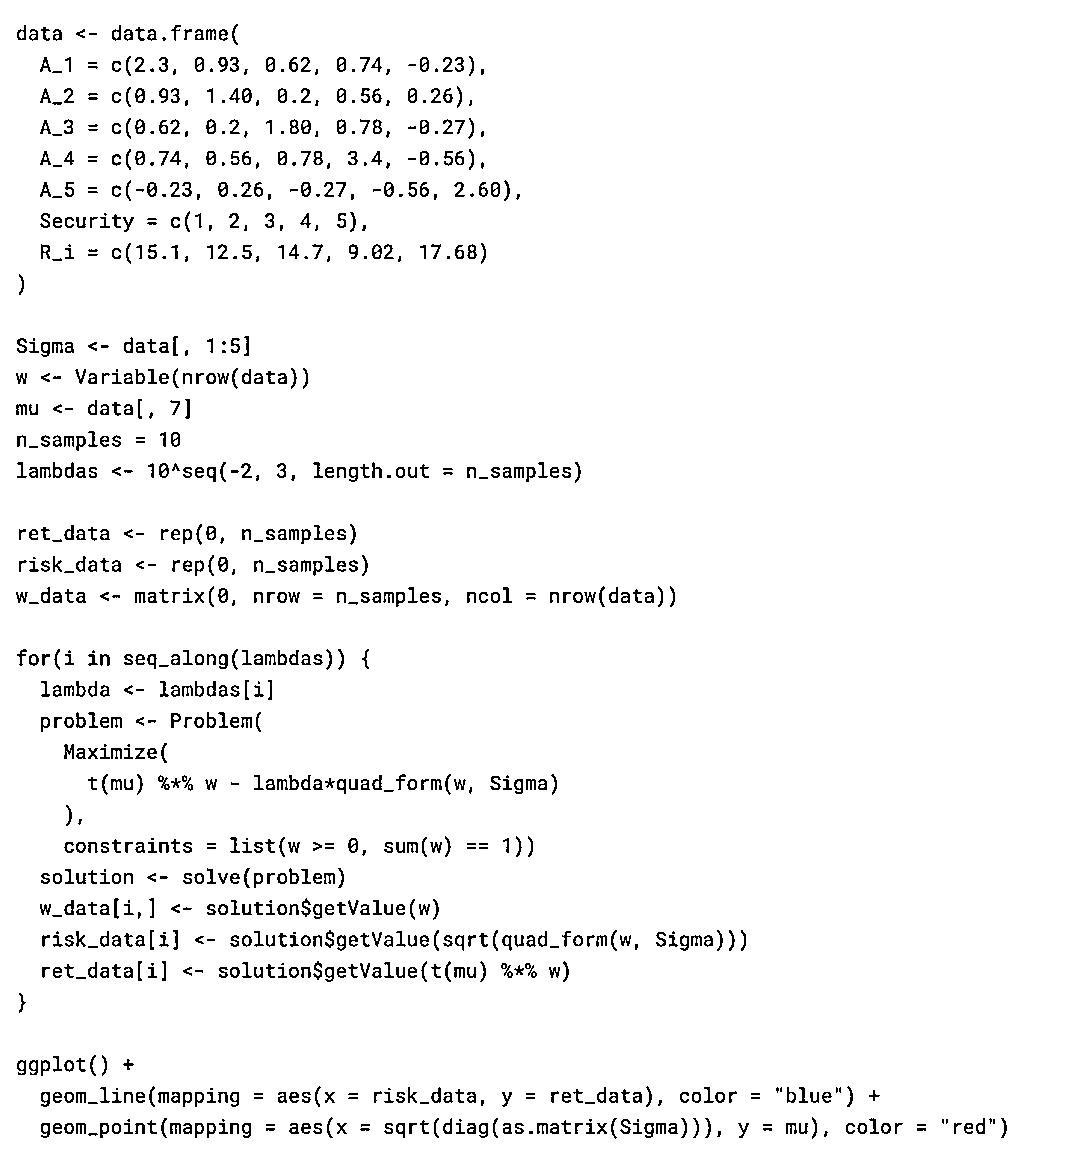 data <- data.frame(
  A_1 = c(2.3, 0.93, 0.62, 0.74, -0.23),
  A_2 = c(0.93, 1.40, 0.2, 0.56, 0.26),
  A_3 = c(0.62, 0.2, 1.80, 0.78, -0.27),
  A_4 = c(0.74, 0.56, 0.78, 3.4, -0.56),
  A_5 = c(-0.23, 0.26, -0.27, -0.56, 2.60),
  Security = c(1, 2, 3, 4, 5),
  R_i = c(15.1, 12.5, 14.7, 9.02, 17.68)
)

Sigma <- data[, 1:5]
w <- Variable(nrow(data))
mu <- data[, 7]
n_samples = 10
lambdas <- 10^seq(-2, 3, length.out = n_samples)

ret_data <- rep(0, n_samples)
risk_data <- rep(0, n_samples)
w_data <- matrix(0, nrow = n_samples, ncol = nrow(data))

for(i in seq_along(lambdas)) {
  lambda <- lambdas[i]
  problem <- Problem(
    Maximize(
      t(mu) %*% w - lambda*quad_form(w, Sigma)
    ),
    constraints = list(w >= 0, sum(w) == 1))
  solution <- solve(problem)
  w_data[i,] <- solution$getValue(w)
  risk_data[i] <- solution$getValue(sqrt(quad_form(w, Sigma)))
  ret_data[i] <- solution$getValue(t(mu) %*% w)
}

ggplot() +
  geom_line(mapping = aes(x = risk_data, y = ret_data), color = "blue") +
  geom_point(mapping = aes(x = sqrt(diag(as.matrix(Sigma))), y = mu), color = "red")